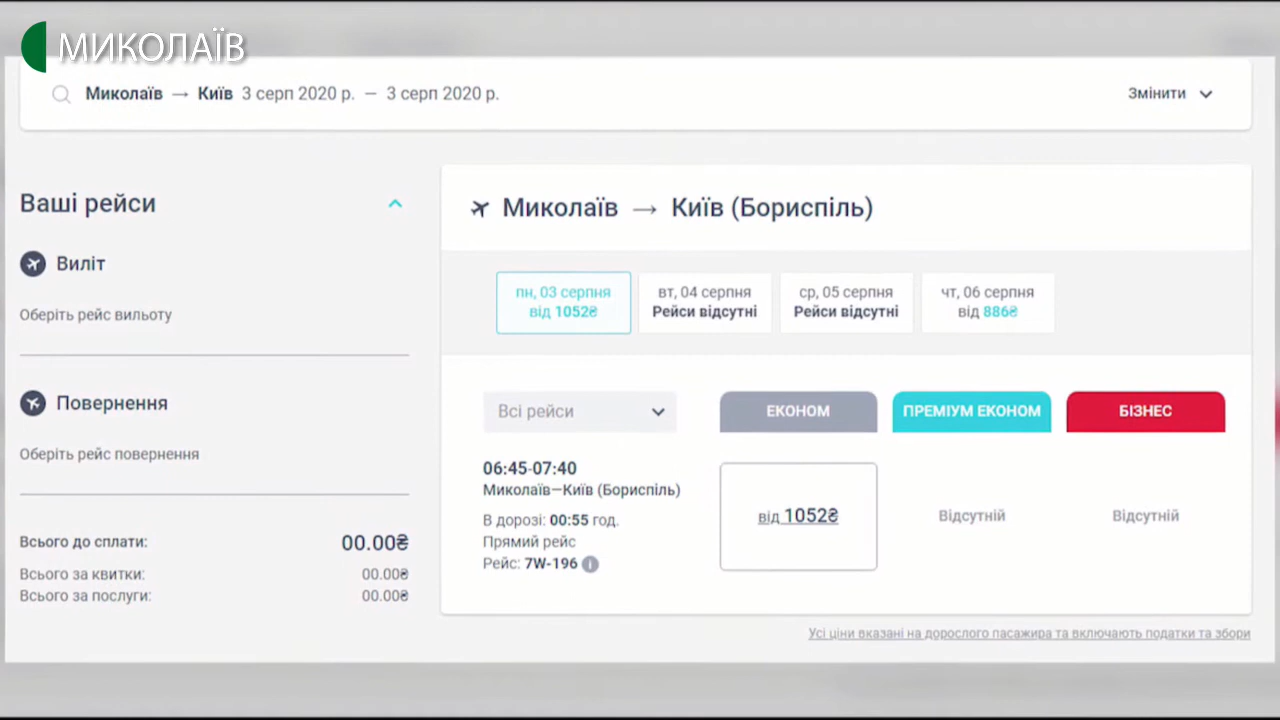 МИКОЛАЇВ
Миколаїв → Київ 3 серп 2020 р. — 3 серп 2020 р.
Змінити
Ваші рейси
Виліт
Оберіть рейс вильоту
Повернення
Оберіть рейс повернення
Всього до сплати: 00.00₴
Всього за квитки: 00.00₴
Всього за послуги: 00.00₴
Миколаїв → Київ (Бориспіль)
пн, 03 серпня
від 1052₴
вт, 04 серпня
Рейси відсутні
ср, 05 серпня
Рейси відсутні
чт, 06 серпня
від 886₴
Всі рейси
ЕКОНОМ
ПРЕМІУМ ЕКОНОМ
БІЗНЕС
06:45-07:40
Миколаїв—Київ (Бориспіль)
В дорозі: 00:55 год.
Прямий рейс
Рейс: 7W-196
від 1052₴
Відсутній
Відсутній
Усі ціни вказані на дорослого пасажира та включають податки та збори